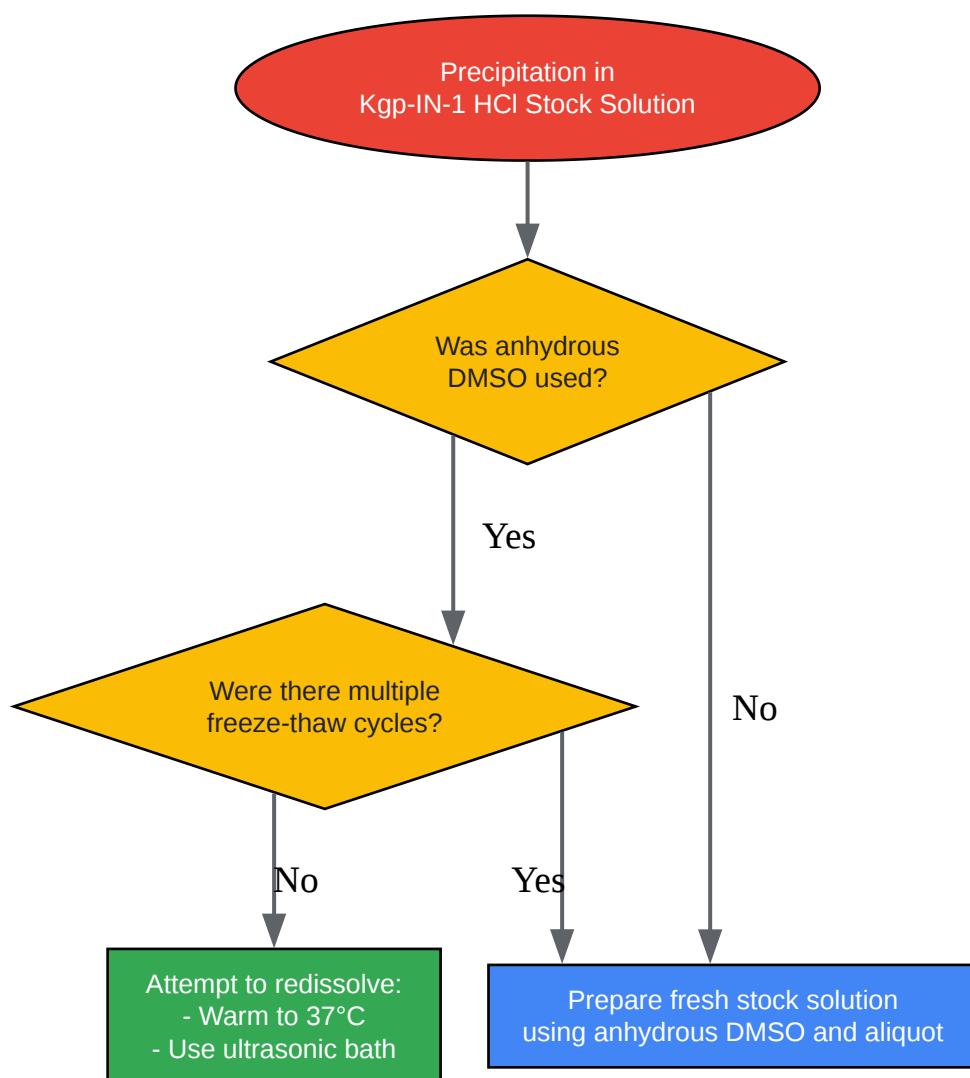 Precipitation in
Kgp-IN-1 HCl Stock Solution
Was anhydrous
DMSO used?
Yes
Were there multiple
freeze-thaw cycles?
No
No
Yes
Attempt to redissolve:
- Warm to 37°C
- Use ultrasonic bath
Prepare fresh stock solution
using anhydrous DMSO and aliquot